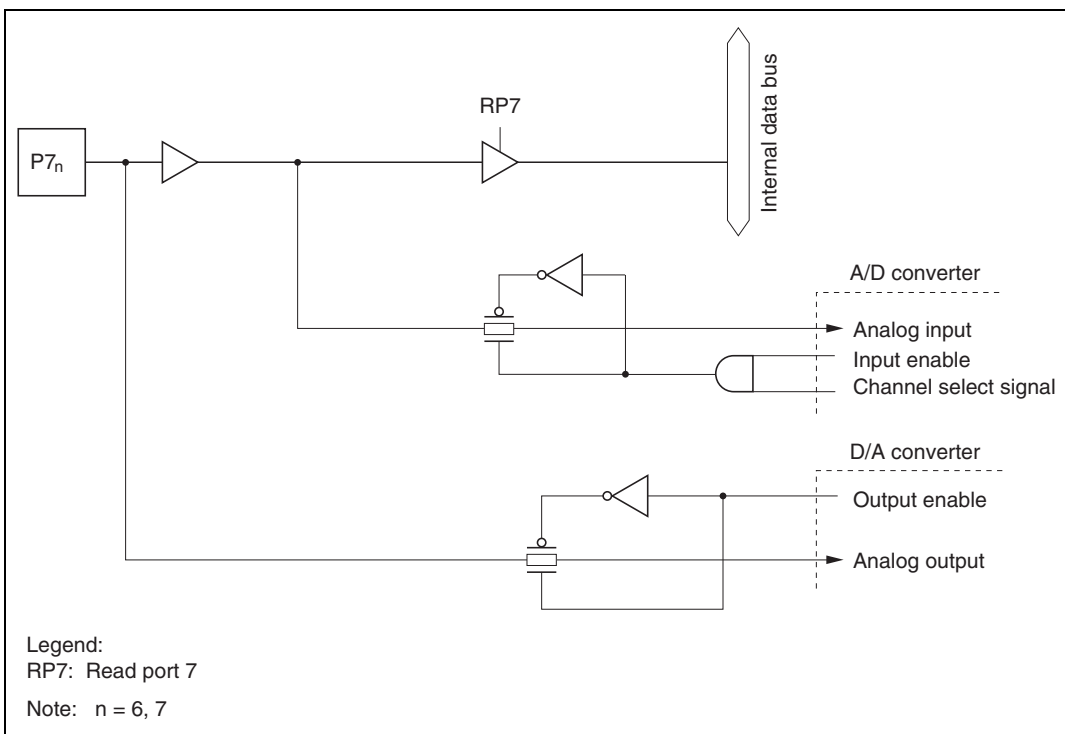 RP7
P7n
Internal data bus
A/D converter
Analog input
Input enable
Channel select signal
D/A converter
Output enable
Analog output
Legend:
RP7: Read port 7
Note: n = 6, 7